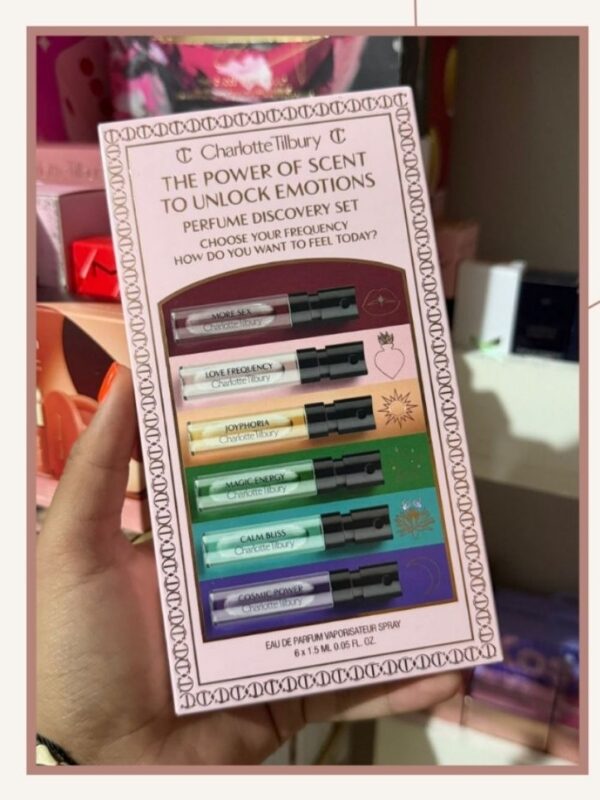 Charlotte Tilbury
THE POWER OF SCENT
TO UNLOCK EMOTIONS
PERFUME DISCOVERY SET
CHOOSE YOUR FREQUENCY
HOW DO YOU WANT TO FEEL TODAY?
MORE SEX
Charlotte Tilbury
LOVE FREQUENCY
Charlotte Tilbury
JOYPHORIA
Charlotte Tilbury
MAGIC ENERGY
Charlotte Tilbury
CALM BLISS
Charlotte Tilbury
COSMIC POWER
Charlotte Tilbury
EAU DE PARFUM VAPORISATEUR SPRAY
6 x 1.5 ML 0.05 FL. OZ.